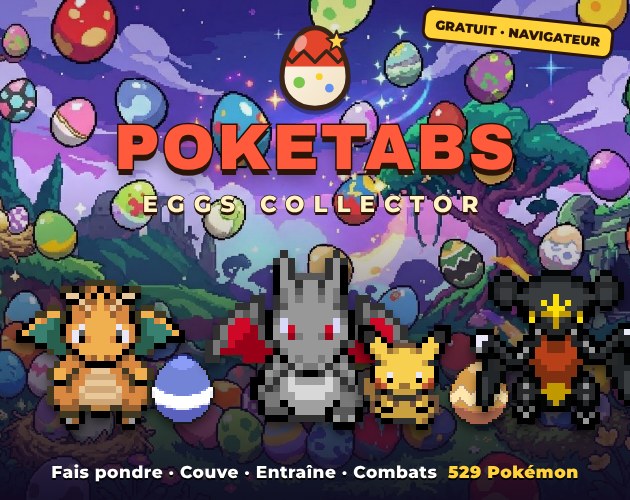 GRATUIT · NAVIGATEUR
POKETABS
EGGS COLLECTOR
Fais pondre · Couve · Entraîne · Combats 529 Pokémon